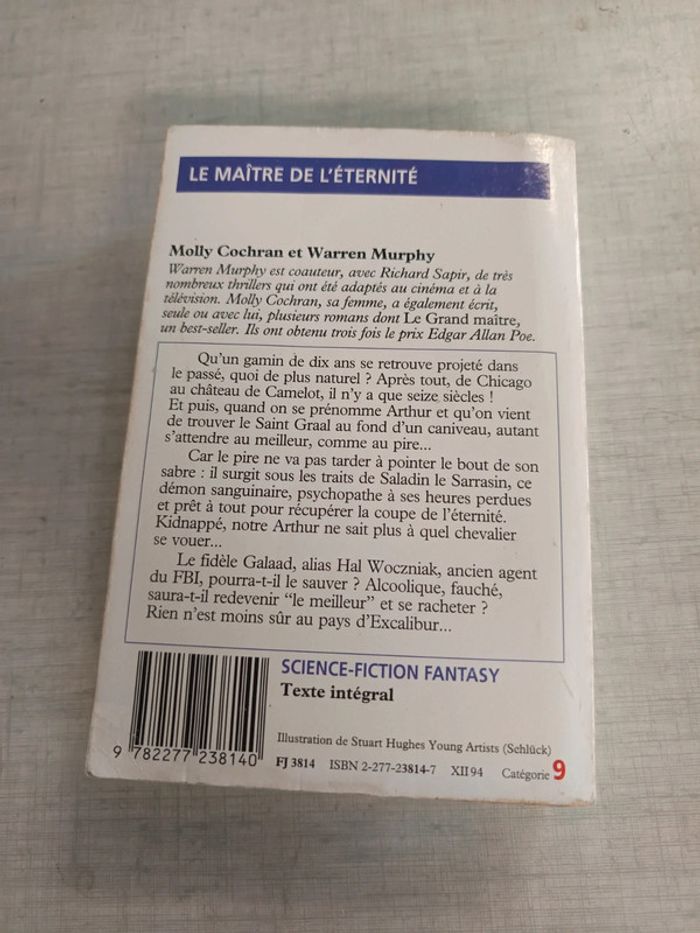 LE MAÎTRE DE L'ÉTERNITÉ
Molly Cochran et Warren Murphy
Warren Murphy est coauteur, avec Richard Sapir, de très
nombreux thrillers qui ont été adaptés au cinéma et à la
télévision. Molly Cochran, sa femme, a également écrit,
seule ou avec lui, plusieurs romans dont Le Grand maître,
un best-seller. Ils ont obtenu trois fois le prix Edgar Allan Poe.
Qu'un gamin de dix ans se retrouve projeté dans
le passé, quoi de plus naturel ? Après tout, de Chicago
au château de Camelot, il n'y a que seize siècles !
Et puis, quand on se prénomme Arthur et qu'on vient
de trouver le Saint Graal au fond d'un caniveau, autant
s'attendre au meilleur, comme au pire...
Car le pire ne va pas tarder à pointer le bout de son
sabre : il surgit sous les traits de Saladin le Sarrasin, ce
démon sanguinaire, psychopathe à ses heures perdues
et prêt à tout pour récupérer la coupe de l'éternité.
Kidnappé, notre Arthur ne sait plus à quel chevalier
se vouer...
Le fidèle Galaad, alias Hal Woczniak, ancien agent
du FBI, pourra-t-il le sauver ? Alcoolique, fauché,
saura-t-il redevenir "le meilleur" et se racheter ?
Rien n'est moins sûr au pays d'Excalibur...
SCIENCE-FICTION FANTASY
Texte intégral
Illustration de Stuart Hughes Young Artists (Schlück)
9 782277 238140
FJ 3814 ISBN 2-277-23814-7 XII 94 Catégorie 9